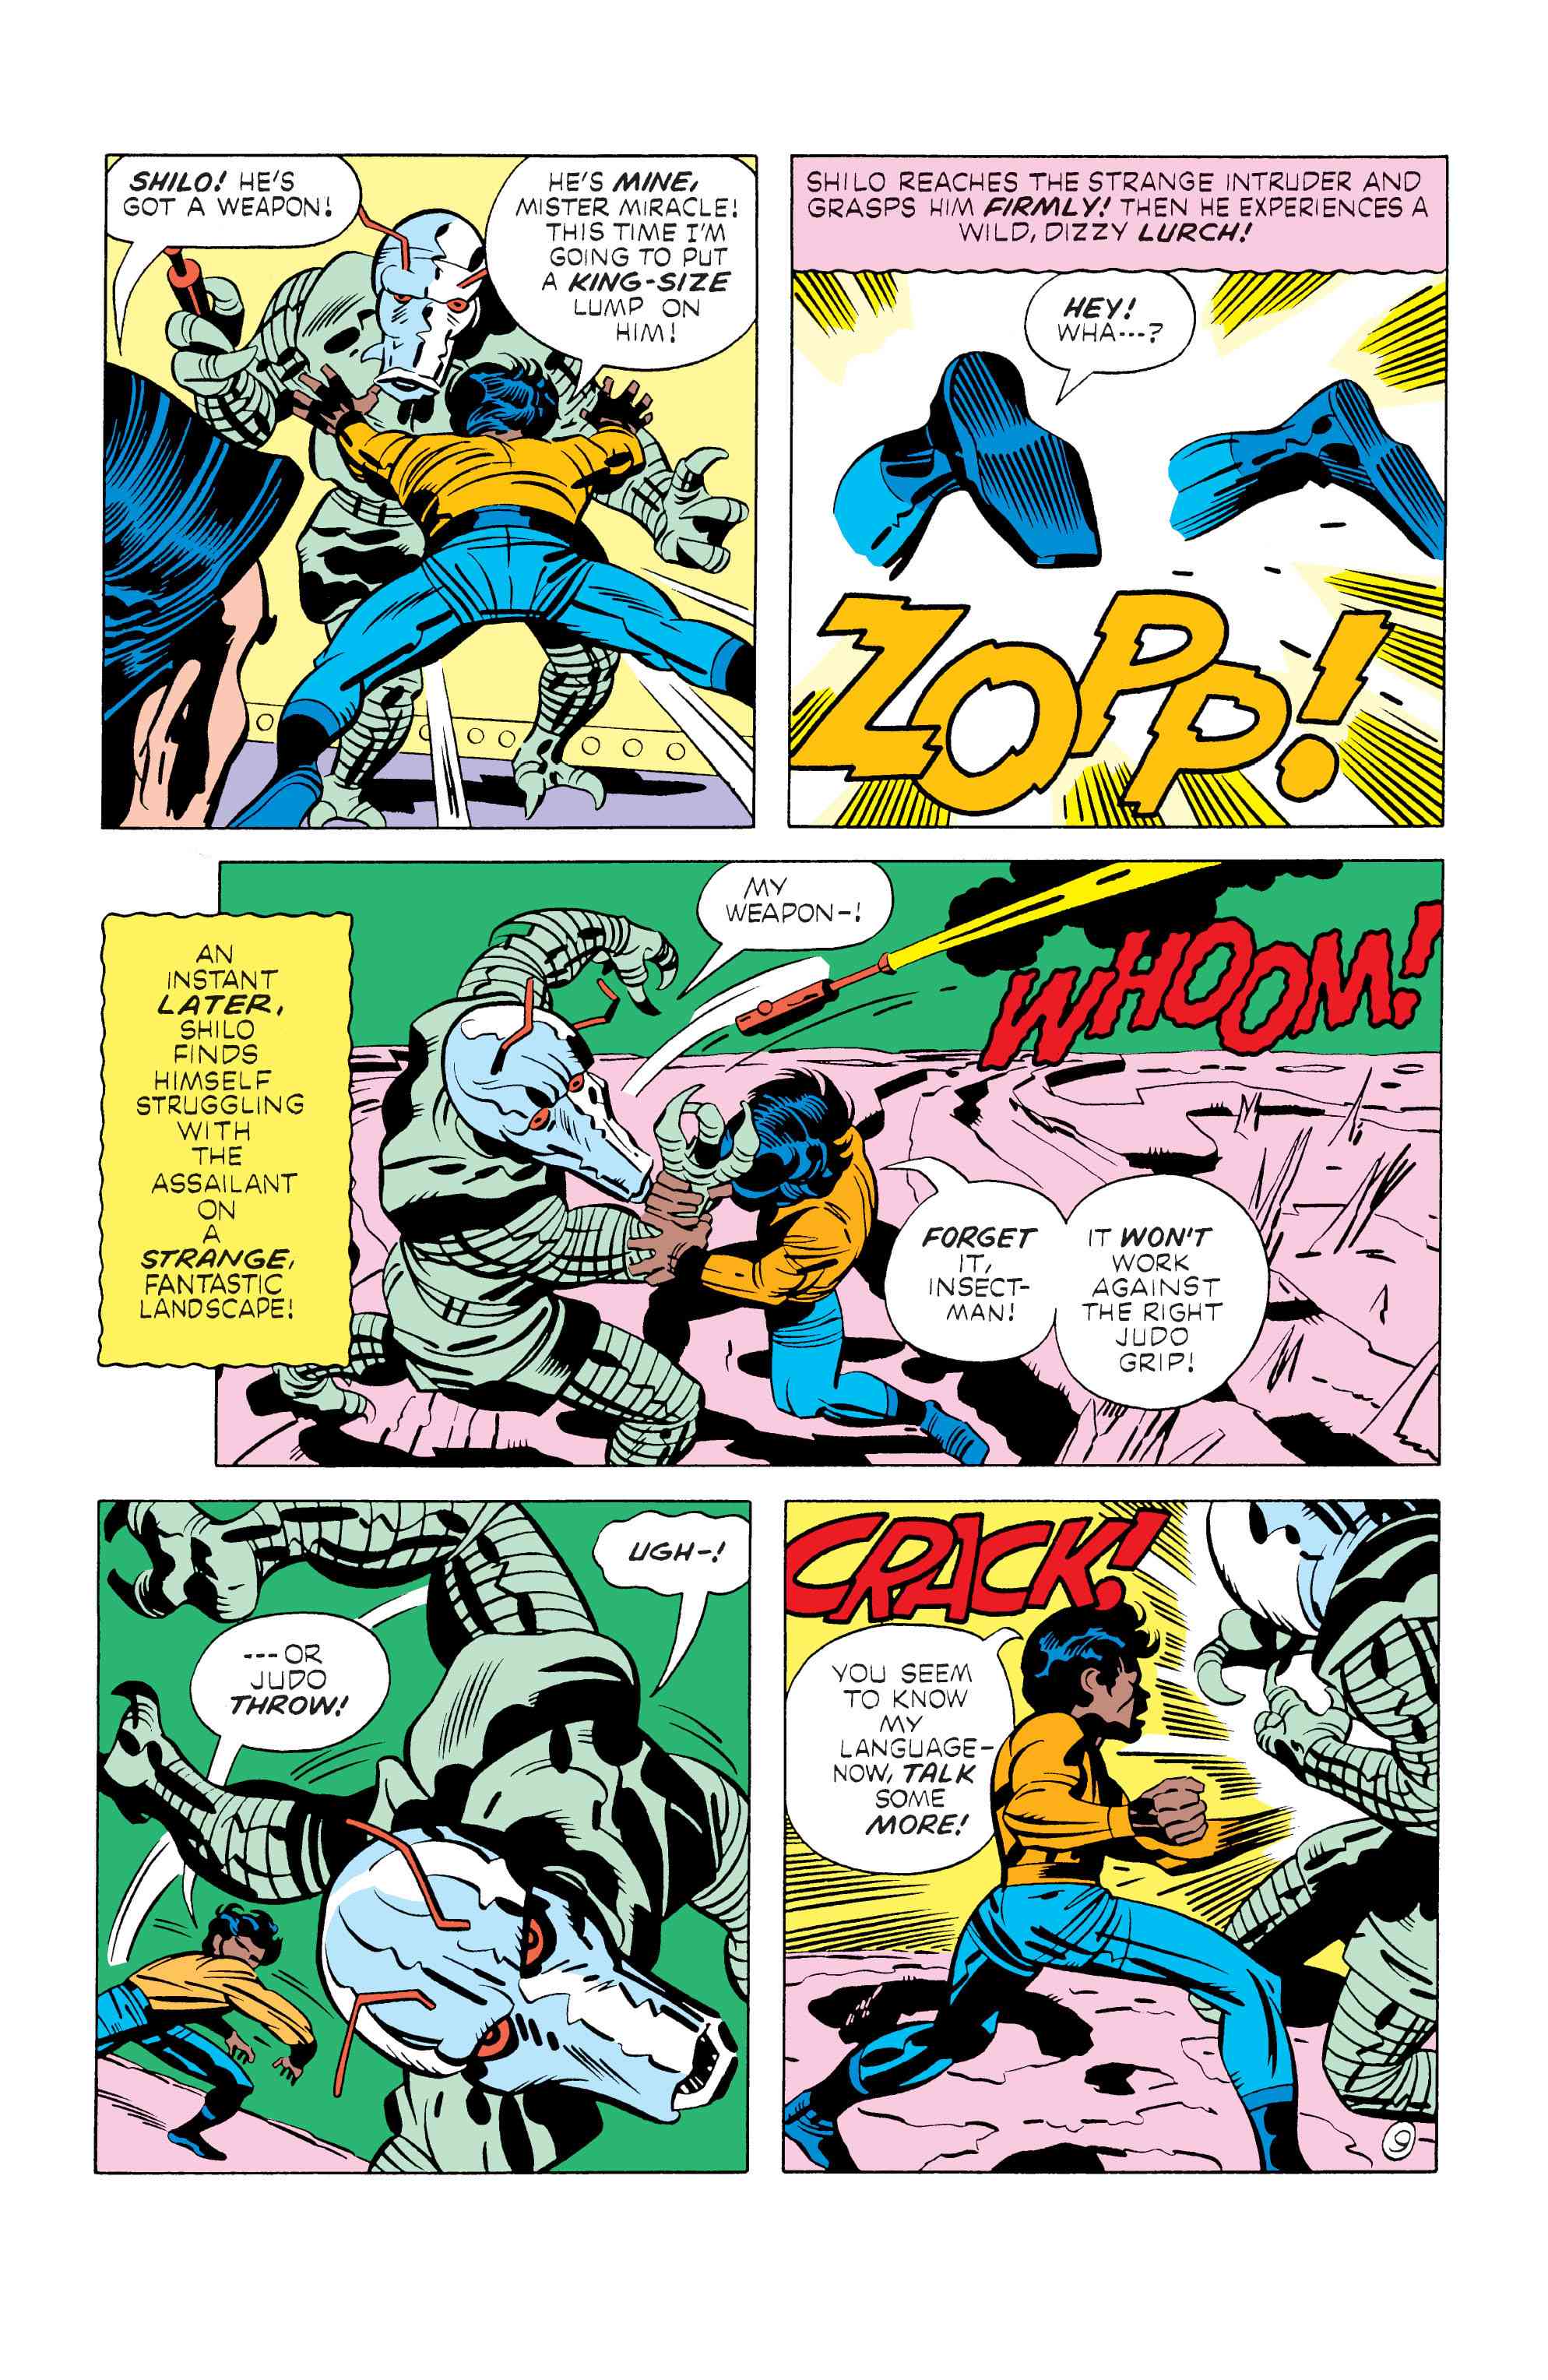 SHILO! HE'S
GOT A WEAPON!
HE'S MINE,
MISTER MIRACLE!
THIS TIME I'M
GOING TO PUT
A KING-SIZE
LUMP ON
HIM!
SHILO REACHES THE STRANGE INTRUDER AND
GRASPS HIM FIRMLY! THEN HE EXPERIENCES A
WILD, DIZZY LURCH!
HEY!
WHA---?
ZOPP!
AN
INSTANT
LATER,
SHILO
FINDS
HIMSELF
STRUGGLING
WITH
THE
ASSAILANT
ON
A
STRANGE,
FANTASTIC
LANDSCAPE!
MY
WEAPON-!
WHOOM!
FORGET
IT,
INSECT-
MAN!
IT WON'T
WORK
AGAINST
THE RIGHT
JUDO
GRIP!
---OR
JUDO
THROW!
UGH-!
CRACK!
YOU SEEM
TO KNOW
MY
LANGUAGE-
NOW, TALK
SOME
MORE!
9